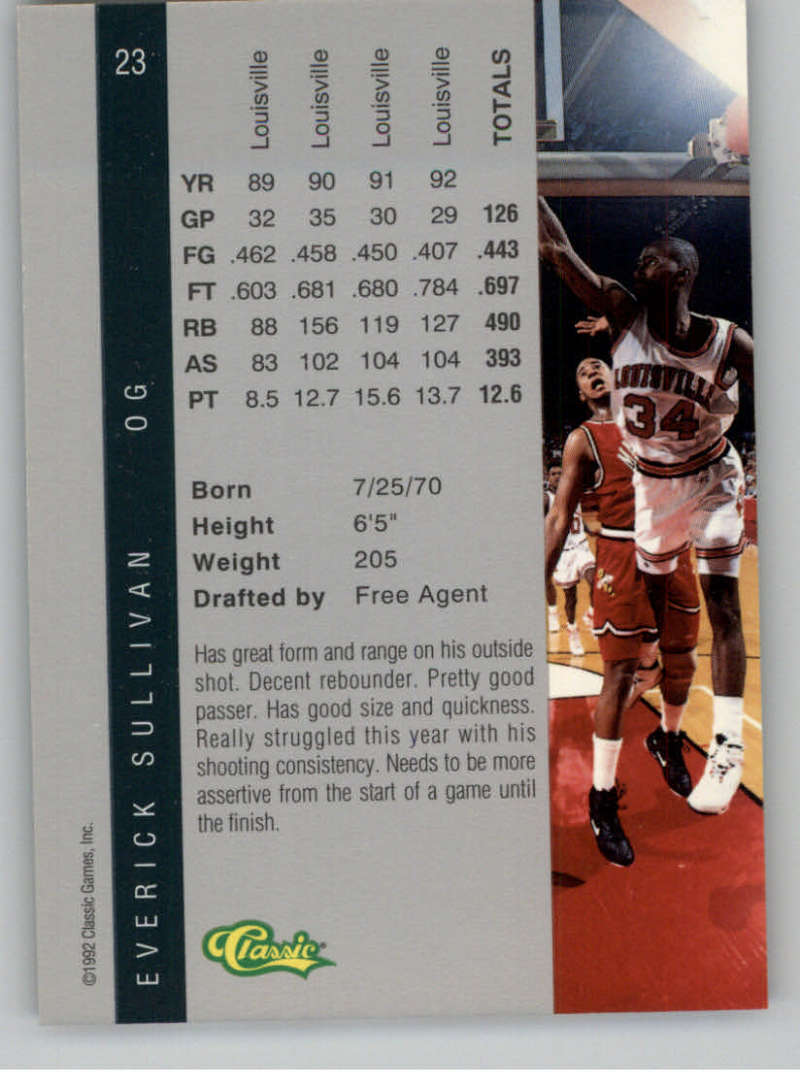 23
EVERICK SULLIVAN OG
©1992 Classic Games, Inc.
Louisville Louisville Louisville Louisville TOTALS
YR 89 90 91 92
GP 32 35 30 29 126
FG .462 .458 .450 .407 .443
FT .603 .681 .680 .784 .697
RB 88 156 119 127 490
AS 83 102 104 104 393
PT 8.5 12.7 15.6 13.7 12.6
Born 7/25/70
Height 6'5"
Weight 205
Drafted by Free Agent
Has great form and range on his outside
shot. Decent rebounder. Pretty good
passer. Has good size and quickness.
Really struggled this year with his
shooting consistency. Needs to be more
assertive from the start of a game until
the finish.
Classic®
LOUISVILLE
34